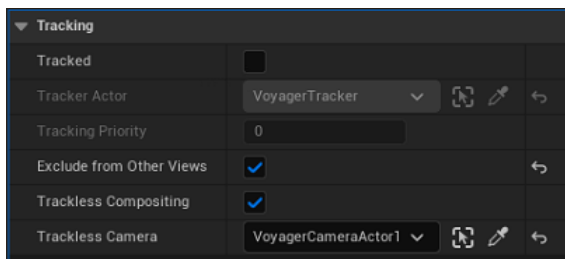 Tracking
Tracked
Tracker Actor VoyagerTracker
Tracking Priority 0
Exclude from Other Views
Trackless Compositing
Trackless Camera VoyagerCameraActor1